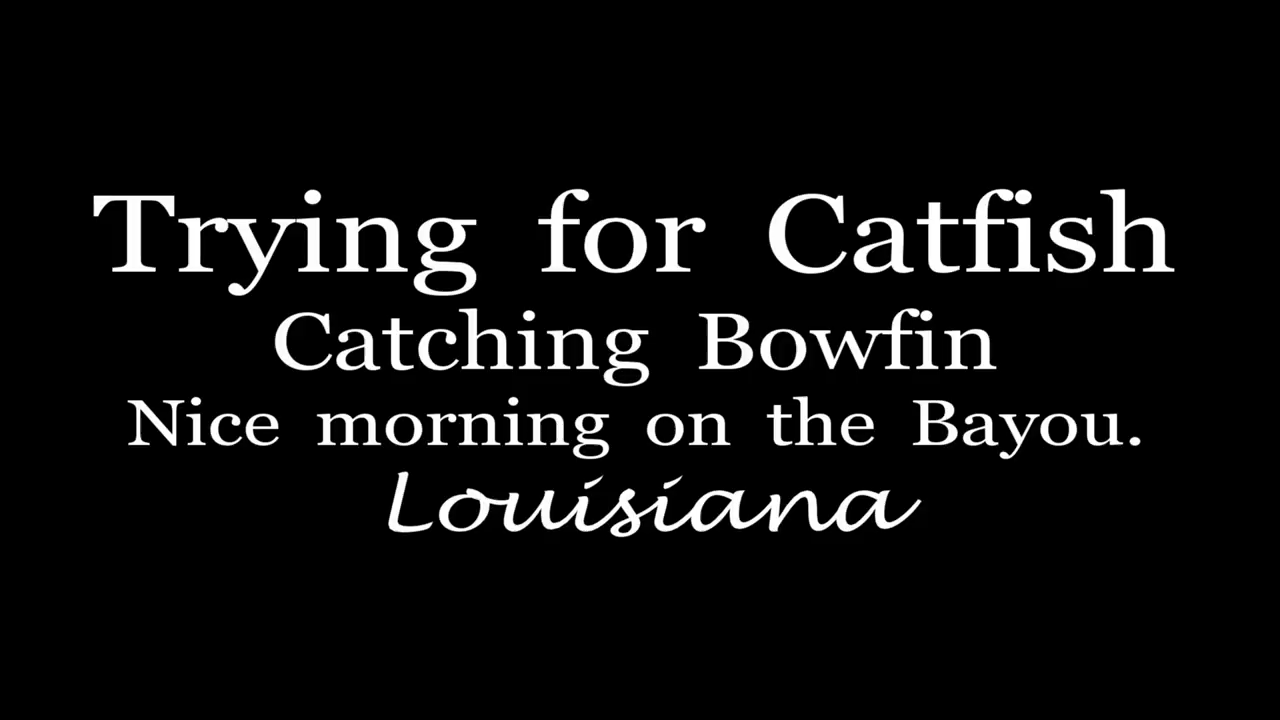 Trying for Catfish
Catching Bowfin
Nice morning on the Bayou.
Louisiana